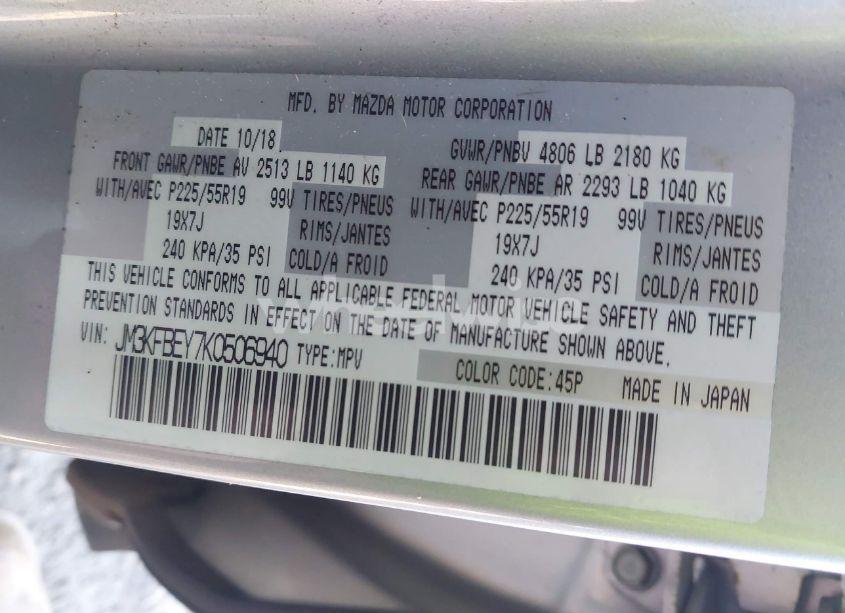 MFD. BY MAZDA MOTOR CORPORATION
DATE 10/18 GVWR/PNBV 4806 LB 2180 KG
FRONT GAWR/PNBE AV 2513 LB 1140 KG REAR GAWR/PNBE AR 2293 LB 1040 KG
WITH/AVEC P225/55R19 99V TIRES/PNEUS WITH/AVEC P225/55R19 99V TIRES/PNEUS
19X7J RIMS/JANTES 19X7J RIMS/JANTES
240 KPA/35 PSI COLD/A FROID 240 KPA/35 PSI COLD/A FROID
THIS VEHICLE CONFORMS TO ALL APPLICABLE FEDERAL MOTOR VEHICLE SAFETY AND THEFT
PREVENTION STANDARDS IN EFFECT ON THE DATE OF MANUFACTURE SHOWN ABOVE.
VIN: JM3KFBEY7K0506940 TYPE:MPV
COLOR CODE:45P MADE IN JAPAN